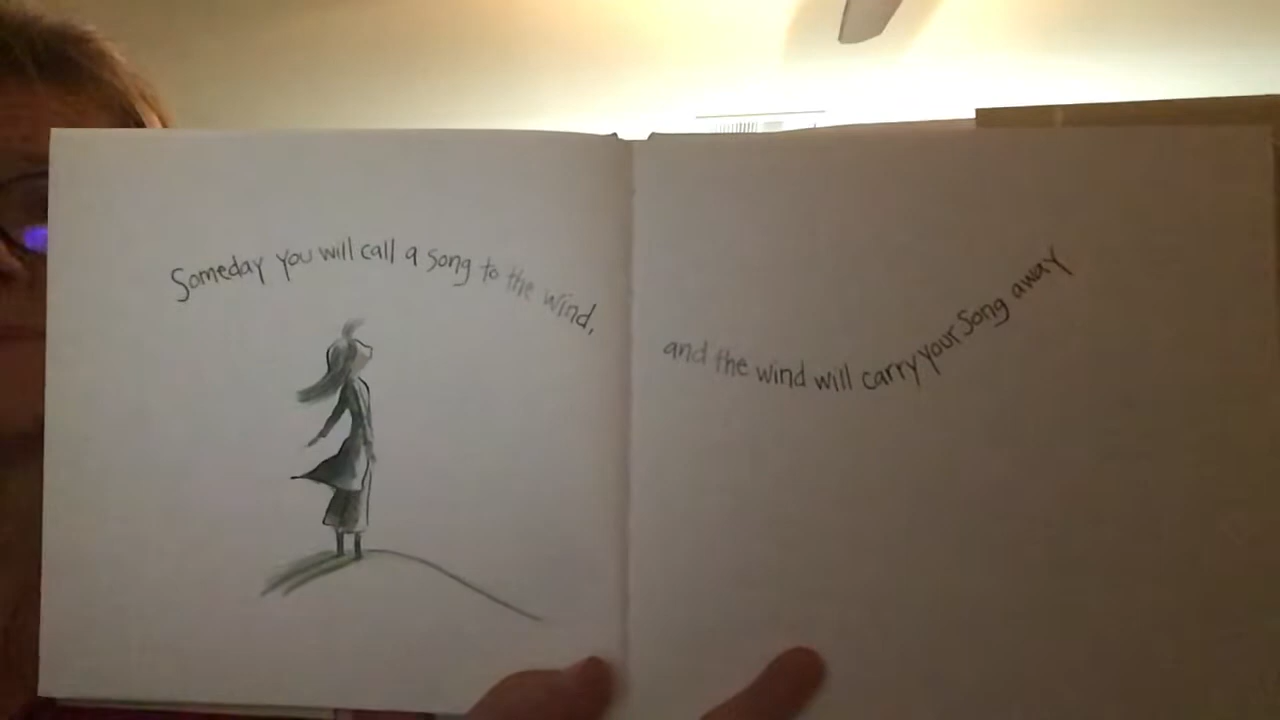 Someday you will call a song to the wind,
and the wind will carry your song away